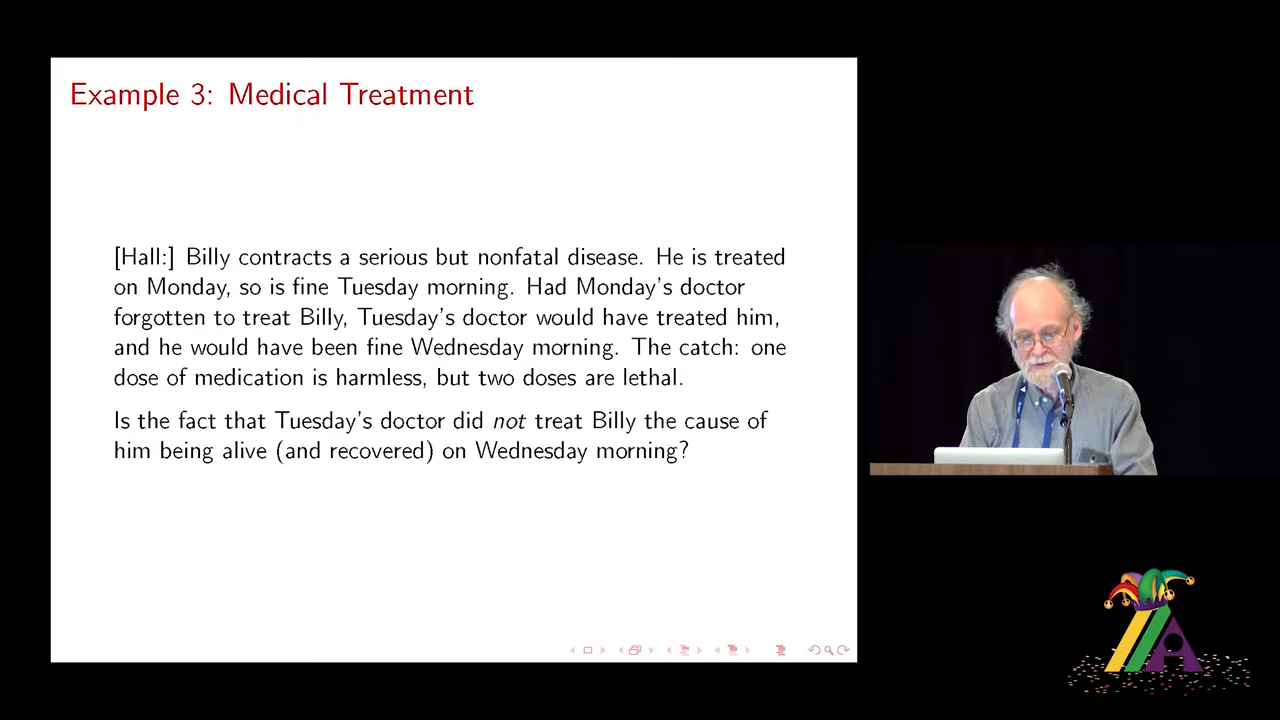 Example 3: Medical Treatment
[Hall:] Billy contracts a serious but nonfatal disease. He is treated
on Monday, so is fine Tuesday morning. Had Monday's doctor
forgotten to treat Billy, Tuesday's doctor would have treated him,
and he would have been fine Wednesday morning. The catch: one
dose of medication is harmless, but two doses are lethal.
Is the fact that Tuesday's doctor did not treat Billy the cause of
him being alive (and recovered) on Wednesday morning?